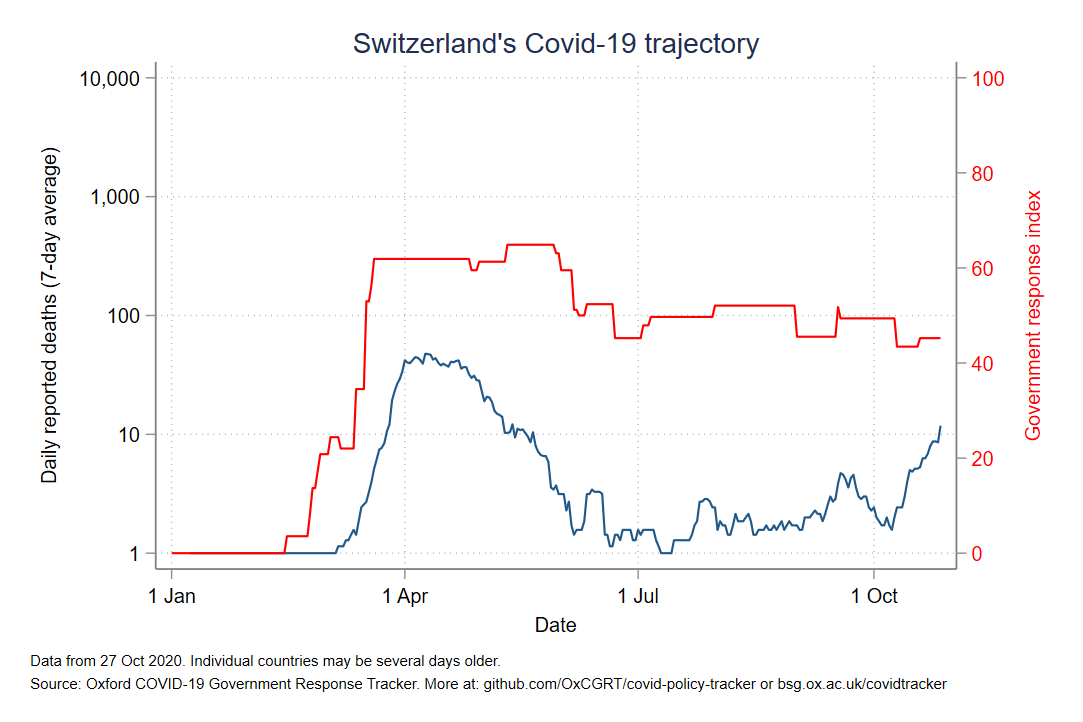 Switzerland's Covid-19 trajectory
10,000
1,000
100
10
1
Daily reported deaths (7-day average)
100
80
60
40
20
0
Government response index
1 Jan
1 Apr
1 Jul
1 Oct
Date
Data from 27 Oct 2020. Individual countries may be several days older.
Source: Oxford COVID-19 Government Response Tracker. More at: github.com/OxCGRT/covid-policy-tracker or bsg.ox.ac.uk/covidtracker